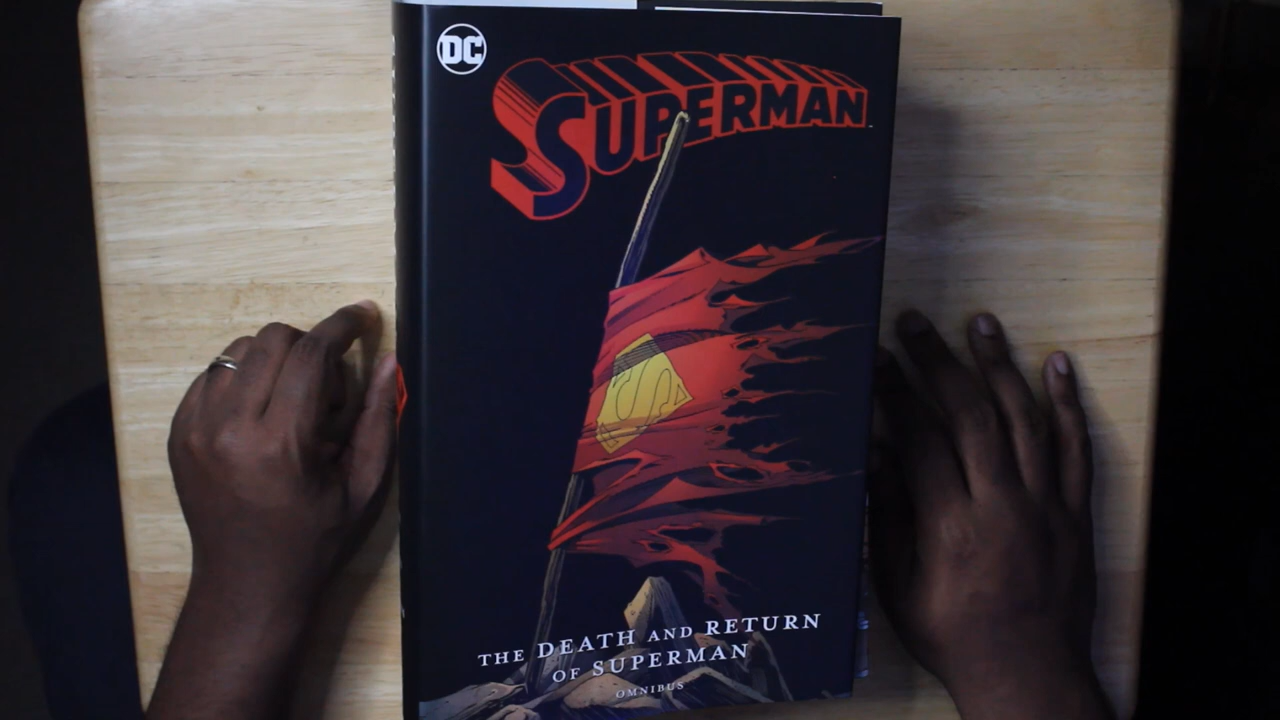 DC
SUPERMAN
THE DEATH AND RETURN
OF SUPERMAN
OMNIBUS